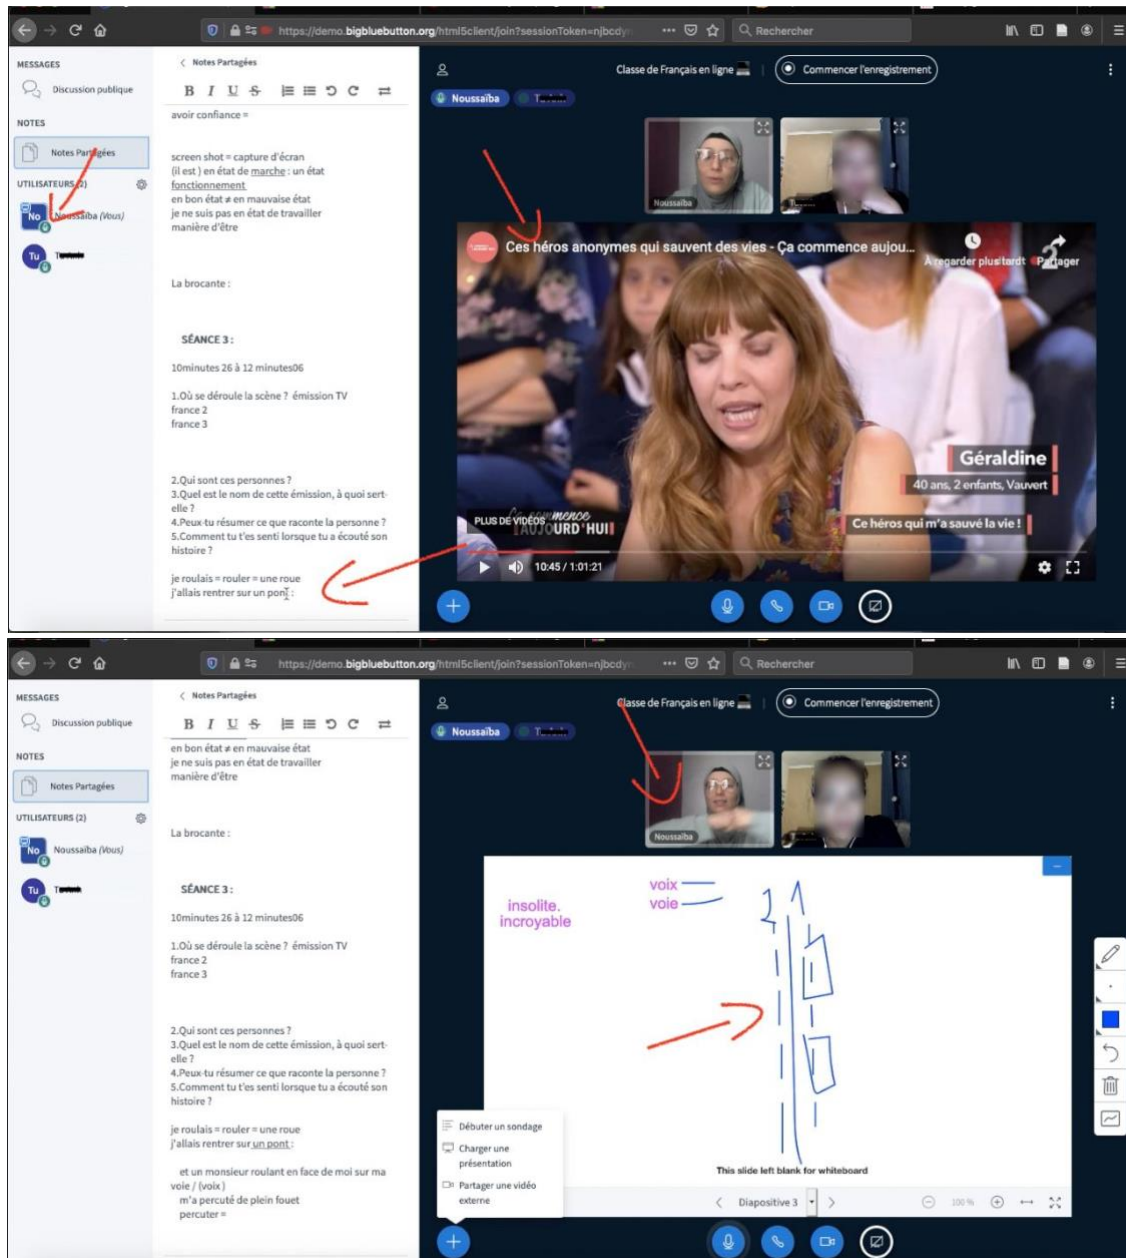 https://demo.bigbluebutton.org/html5client/join?sessionToken=njbcdy
Rechercher
MESSAGES
Discussion publique
NOTES
Notes Partagées
UTILISATEURS (2)
No
Noussaïba (Vous)
Tu
Notes Partagées
B I U S
avoir confiance =
screen shot = capture d'écran
(il est ) en état de marche : un état
fonctionnement
en bon état ≠ en mauvaise état
je ne suis pas en état de travailler
manière d'être
La brocante :
SÉANCE 3 :
10minutes 26 à 12 minutes06
1.Où se déroule la scène ? émission TV
france 2
france 3
2.Qui sont ces personnes ?
3.Quel est le nom de cette émission, à quoi sert-
elle ?
4.Peux-tu résumer ce que raconte la personne ?
5.Comment tu t'es senti lorsque tu a écouté son
histoire ?
je roulais = rouler = une roue
j'allais rentrer sur un pont :
Classe de Français en ligne
Commencer l'enregistrement
Noussaïba
Noussaïba
Ces héros anonymes qui sauvent des vies - Ça commence aujou...
À regarder plus tard
Partager
2
Géraldine
40 ans, 2 enfants, Vauvert
Ce héros qui m'a sauvé la vie !
PLUS DE VIDÉOS
Ça commence
AUJOURD'HUI
10:45 / 1:01:21
https://demo.bigbluebutton.org/html5client/join?sessionToken=njbcdy
Rechercher
MESSAGES
Discussion publique
NOTES
Notes Partagées
UTILISATEURS (2)
No
Noussaïba (Vous)
Tu
Notes Partagées
B I U S
en bon état ≠ en mauvaise état
je ne suis pas en état de travailler
manière d'être
La brocante :
SÉANCE 3 :
10minutes 26 à 12 minutes06
1.Où se déroule la scène ? émission TV
france 2
france 3
2.Qui sont ces personnes ?
3.Quel est le nom de cette émission, à quoi sert-
elle ?
4.Peux-tu résumer ce que raconte la personne ?
5.Comment tu t'es senti lorsque tu a écouté son
histoire ?
je roulais = rouler = une roue
j'allais rentrer sur un pont :
et un monsieur roulant en face de moi sur ma
voie / (voix )
m'a percuté de plein fouet
percuter =
Classe de Français en ligne
Commencer l'enregistrement
Noussaïba
Noussaïba
insolite.
incroyable
voix
voie
2 1
Débuter un sondage
Charger une
présentation
Partager une vidéo
externe
This slide left blank for whiteboard
Diapositive 3
100 %